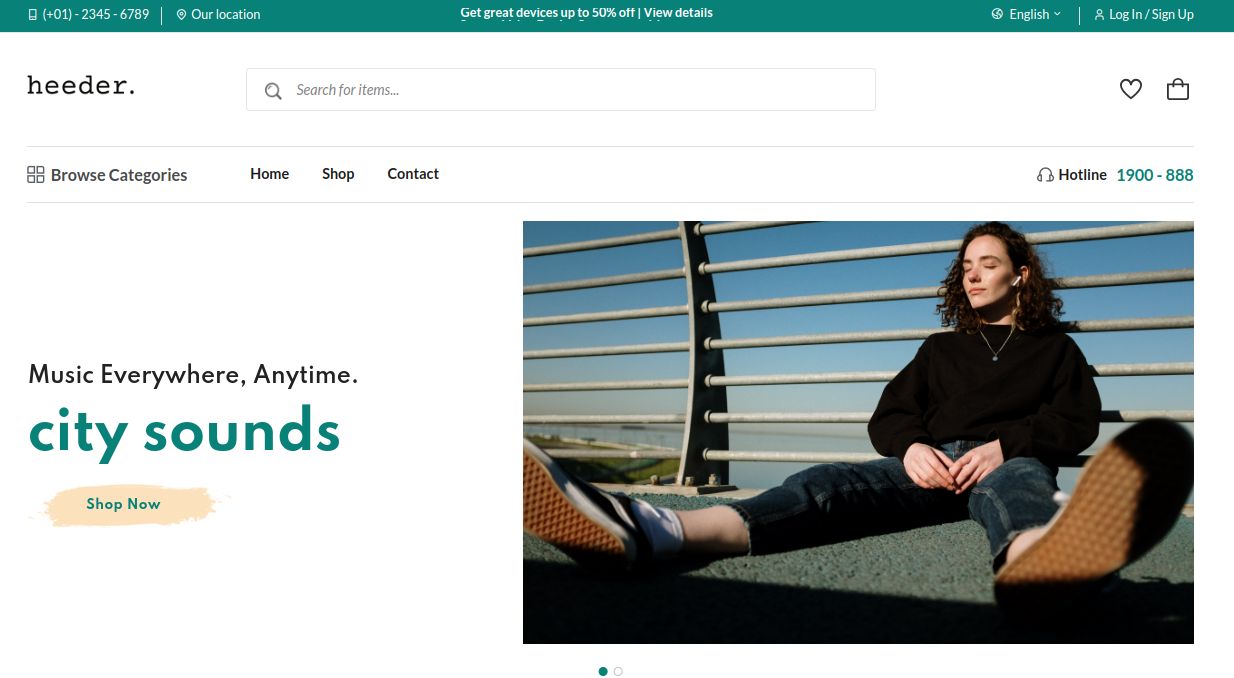 (+01) - 2345 - 6789
Our location
Get great devices up to 50% off | View details
English
Log In / Sign Up
heeder.
Search for items...
Browse Categories
Home
Shop
Contact
Hotline 1900 - 888
Music Everywhere, Anytime.
city sounds
Shop Now